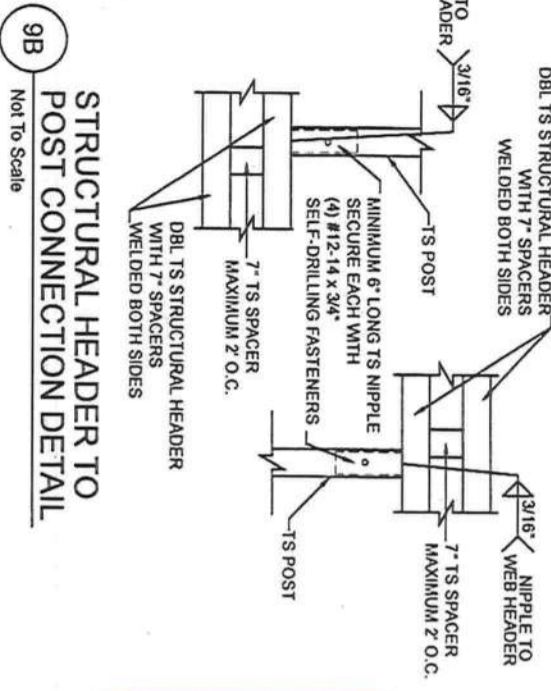 TO
ADER
3/16"
TS POST
MINIMUM 6" LONG TS NIPPLE
SECURE EACH WITH
(4) #12-14 x 3/4"
SELF-DRILLING FASTENERS
7" TS SPACER
MAXIMUM 2' O.C.
DBL TS STRUCTURAL HEADER
WITH 7" SPACERS
WELDED BOTH SIDES
DBL TS STRUCTURAL HEADER
WITH 7" SPACERS
WELDED BOTH SIDES
3/16"
NIPPLE TO
WEB HEADER
7" TS SPACER
MAXIMUM 2' O.C.
TS POST
9B
STRUCTURAL HEADER TO
POST CONNECTION DETAIL
Not To Scale